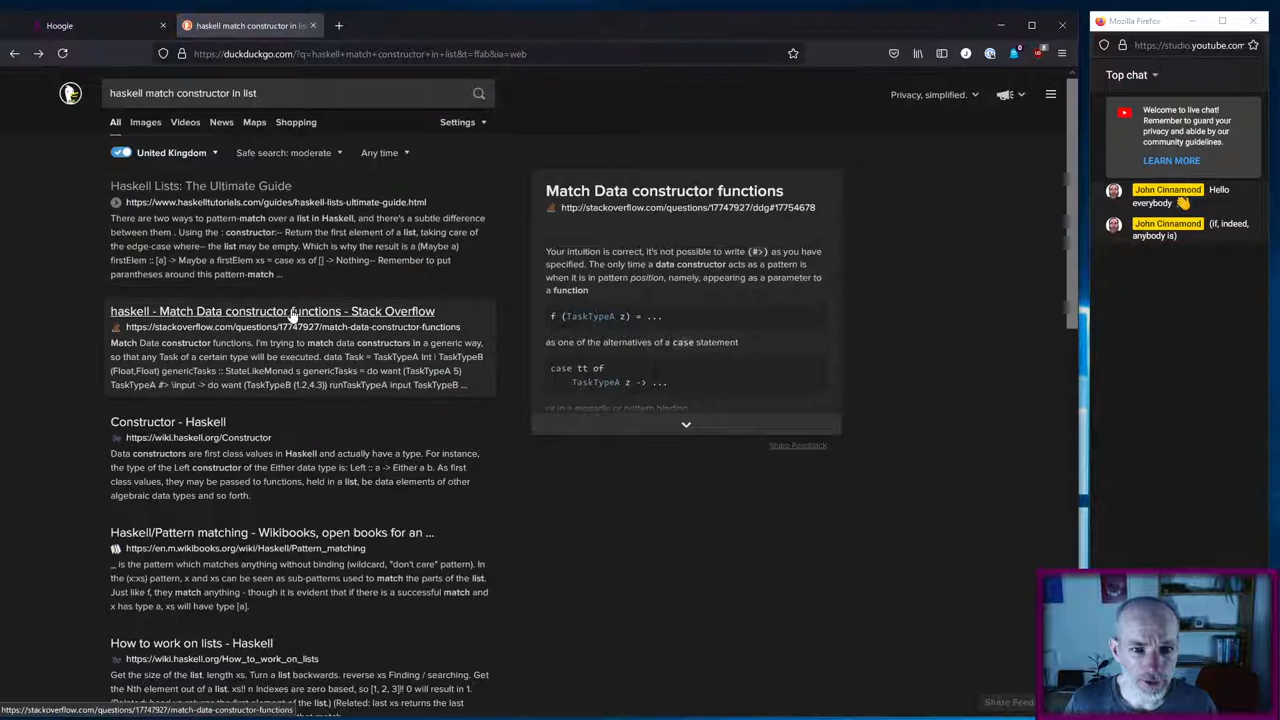 Hoogle
haskell match constructor in lis
Mozilla Firefox
https://duckduckgo.com/?q=haskell+match+constructor+in+list&t=ffab&ia=web
https://studio.youtube.com
haskell match constructor in list
Privacy, simplified.
Top chat
All Images Videos News Maps Shopping
Settings
United Kingdom
Safe search: moderate
Any time
Welcome to live chat!
Remember to guard your
privacy and abide by our
community guidelines.
LEARN MORE
John Cinnamond Hello
everybody 👋
John Cinnamond (if, indeed,
anybody is)
Haskell Lists: The Ultimate Guide
https://www.haskelltutorials.com/guides/haskell-lists-ultimate-guide.html
There are two ways to pattern-match over a list in Haskell, and there's a subtle difference
between them . Using the : constructor:- Return the first element of a list, taking care of
the edge-case where-- the list may be empty. Which is why the result is a (Maybe a)
firstElem :: [a] -> Maybe a firstElem xs = case xs of [] -> Nothing-- Remember to put
parantheses around this pattern-match ...
haskell - Match Data constructor functions - Stack Overflow
https://stackoverflow.com/questions/17747927/match-data-constructor-functions
Match Data constructor functions. I'm trying to match data constructors in a generic way,
so that any Task of a certain type will be executed. data Task = TaskTypeA Int | TaskTypeB
(Float,Float) genericTasks :: StateLikeMonad s genericTasks = do want (TaskTypeA 5)
TaskTypeA #> \input -> do want (TaskTypeB (1.2,4.3)) runTaskTypeA input TaskTypeB ...
Constructor - Haskell
https://wiki.haskell.org/Constructor
Data constructors are first class values in Haskell and actually have a type. For instance,
the type of the Left constructor of the Either data type is: Left :: a -> Either a b. As first
class values, they may be passed to functions, held in a list, be data elements of other
algebraic data types and so forth.
Haskell/Pattern matching - Wikibooks, open books for an ...
https://en.m.wikibooks.org/wiki/Haskell/Pattern_matching
_ is the pattern which matches anything without binding (wildcard, "don't care" pattern). In
the (x:xs) pattern, x and xs can be seen as sub-patterns used to match the parts of the list.
Just like f, they match anything - though it is evident that if there is a successful match and
x has type a, xs will have type [a].
How to work on lists - Haskell
https://wiki.haskell.org/How_to_work_on_lists
Get the size of the list. length xs. Turn a list backwards. reverse xs Finding / searching. Get
the Nth element out of a list. xs!! n Indexes are zero based, so [1, 2, 3]!! 0 will result in 1.
https://stackoverflow.com/questions/17747927/match-data-constructor-functions
Match Data constructor functions
https://stackoverflow.com/questions/17747927/ddg#17754678
Your intuition is correct, it's not possible to write (#>) as you have
specified. The only time a data constructor acts as a pattern is
when it is in pattern position, namely, appearing as a parameter to
a function
f (TaskTypeA z) = ...
as one of the alternatives of a case statement
case tt of
TaskTypeA z -> ...
Share Feedback